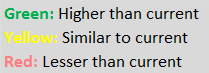 Green: Higher than current
Yellow: Similar to current
Red: Lesser than current